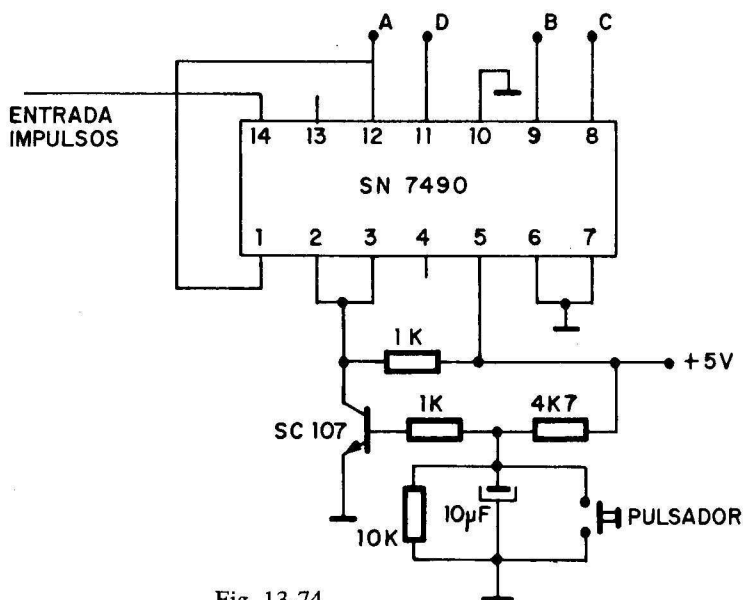 A D B C
ENTRADA
IMPULSOS
14 13 12 11 10 9 8
SN 7490
1 2 3 4 5 6 7
1K
+5V
1K 4K7
SC 107
10K
10µF
PULSADOR
Fig. 13-74